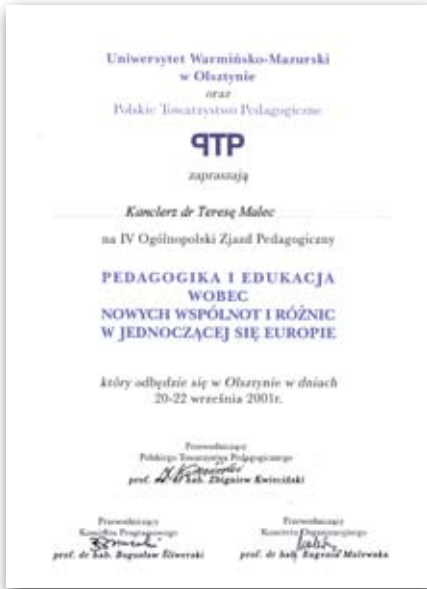 Uniwersytet Warmińsko-Mazurski
w Olsztynie
oraz
Polskie Towarzystwo Pedagogiczne
PTP
zapraszają
Kanclerz dr Teresę Malec
na IV Ogólnopolski Zjazd Pedagogiczny
PEDAGOGIKA I EDUKACJA
WOBEC
NOWYCH WSPÓLNOT I RÓŻNIC
W JEDNOCZĄCEJ SIĘ EUROPIE
który odbędzie się w Olsztynie w dniach
20-22 września 2001r.
Przewodniczący
Polskiego Towarzystwa Pedagogicznego
prof. dr hab. Zbigniew Kwieciński
Przewodniczący
Komitetu Programowego
prof. dr hab. Bogusław Śliwerski
Przewodniczący
Komitetu Organizacyjnego
prof. dr hab. Eugenia Malewska